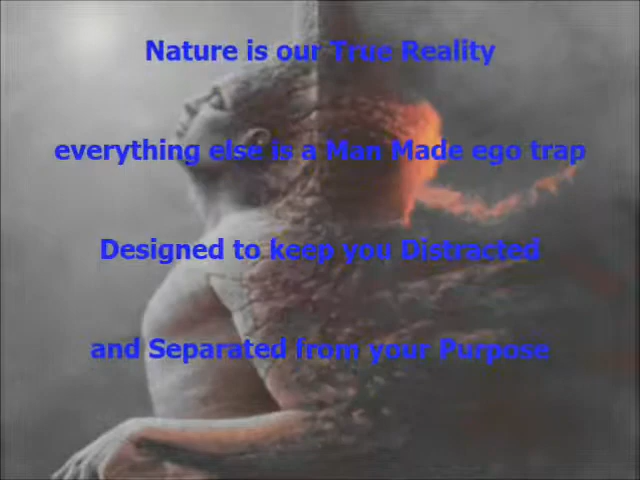 Nature is our True Reality
everything else is a Man Made ego trap
Designed to keep you Distracted
and Separated from your Purpose